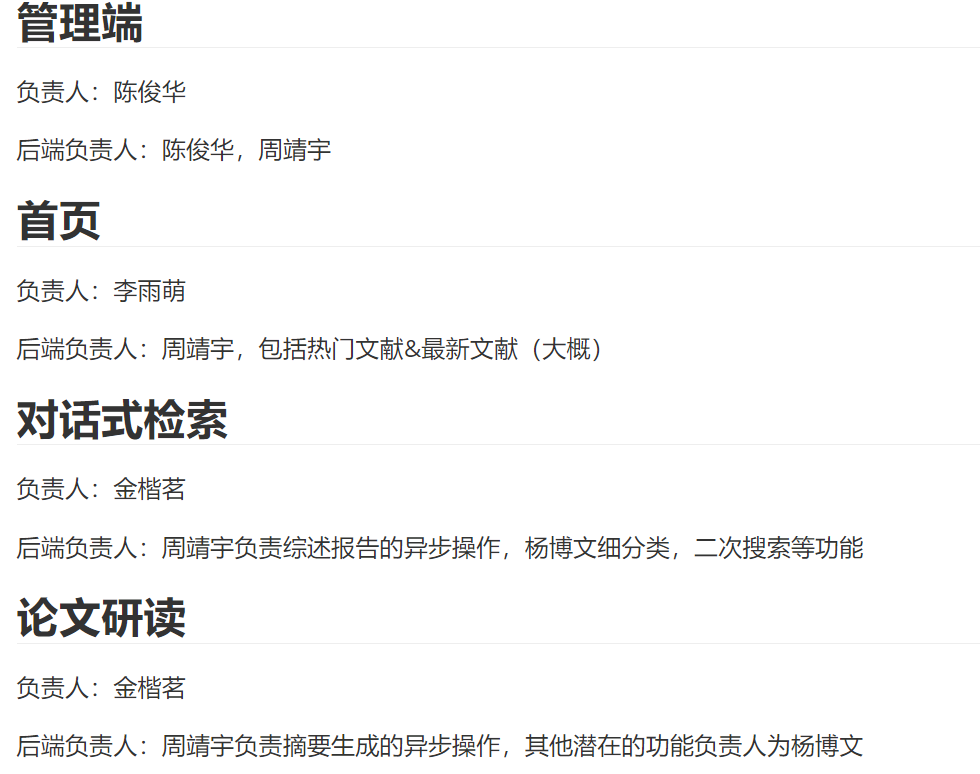 管理端
负责人：陈俊华
后端负责人：陈俊华，周靖宇
首页
负责人：李雨萌
后端负责人：周靖宇，包括热门文献&最新文献（大概）
对话式检索
负责人：金楷茗
后端负责人：周靖宇负责综述报告的异步操作，杨博文细分类，二次搜索等功能
论文研读
负责人：金楷茗
后端负责人：周靖宇负责摘要生成的异步操作，其他潜在的功能负责人为杨博文